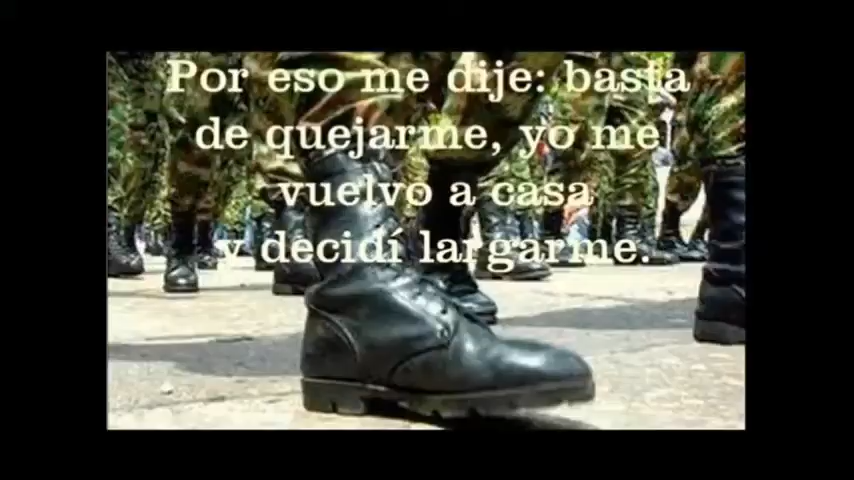 Por eso me dije: basta
de quejarme, yo me
vuelvo a casa
y decidí largarme.